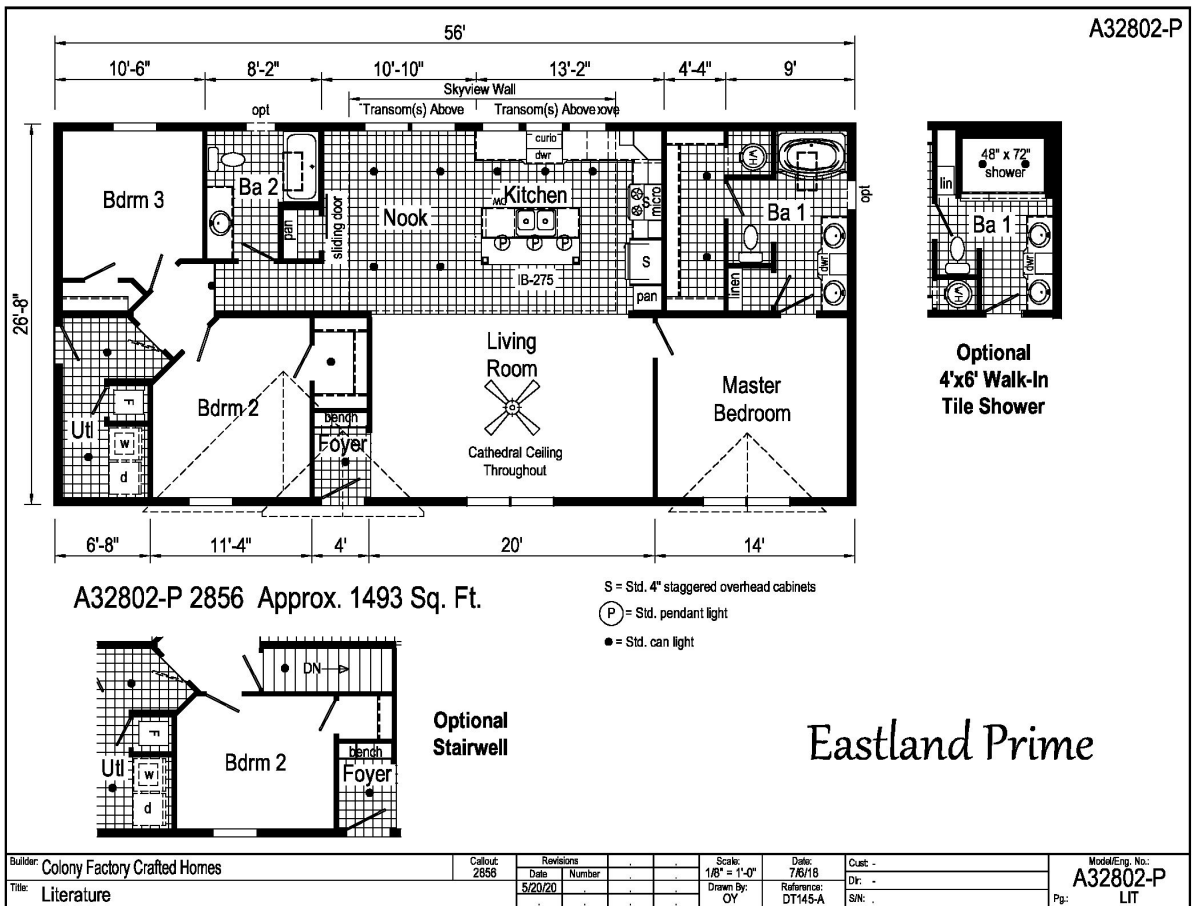 A32802-P
56'
10'-6" 8'-2" 10'-10" 13'-2" 4'-4" 9'
Skyview Wall
opt Transom(s) Above Transom(s) Above
26'-8"
Bdrm 3
Ba 2
pan
sliding door
Nook
curio
dwr
Kitchen
DW
P P P
IB-275
S
micro
S
pan
WH
Ba 1
opt
dwr
linen
Utl
F
W
d
Bdrm 2
bench
Foyer
Living
Room
Cathedral Ceiling
Throughout
Master
Bedroom
6'-8" 11'-4" 4' 20' 14'
48" x 72"
shower
lin
Ba 1
dwr
WH
Optional
4'x6' Walk-In
Tile Shower
A32802-P 2856 Approx. 1493 Sq. Ft.
S = Std. 4" staggered overhead cabinets
P = Std. pendant light
= Std. can light
DN
F
Utl
W
d
Bdrm 2
bench
Foyer
Optional
Stairwell
Eastland Prime
Builder: Colony Factory Crafted Homes
Title: Literature
Callout:
2856
Revisions
Date Number
5/20/20
Scale:
1/8" = 1'-0"
Drawn By:
OY
Date:
7/6/18
Reference:
DT145-A
Cust: -
Dlr: -
S/N: .
Model/Eng. No.:
A32802-P
Pg.: LIT